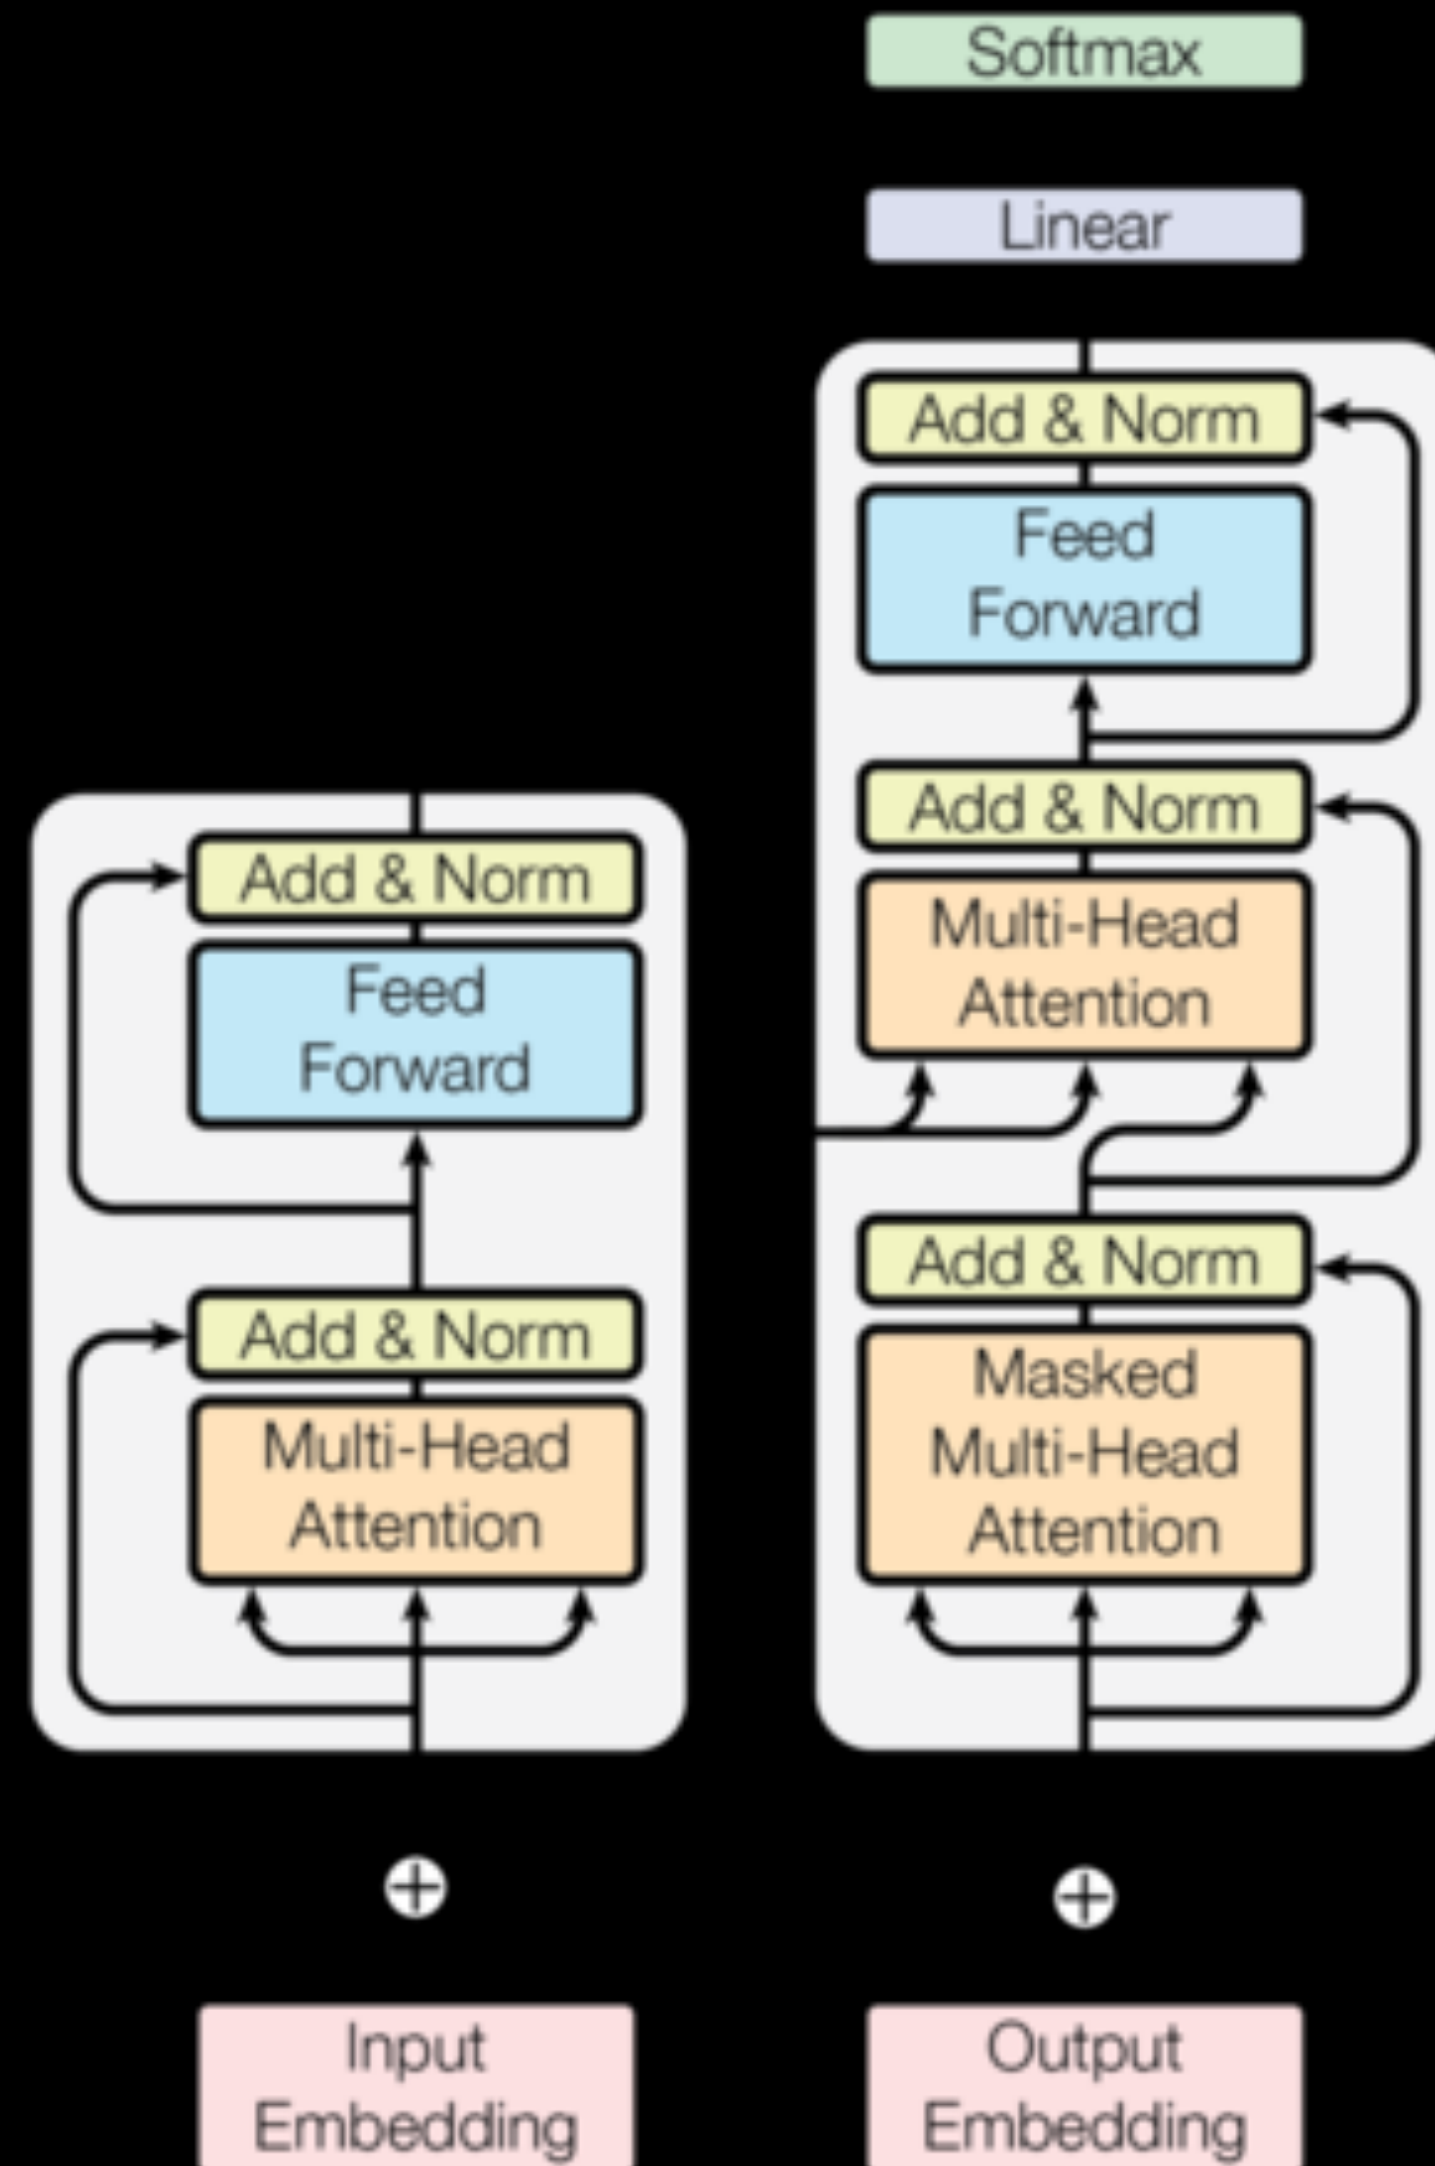 Softmax
Linear
Add & Norm
Feed
Forward
Add & Norm
Multi-Head
Attention
Add & Norm
Masked
Multi-Head
Attention
Output
Embedding
Add & Norm
Feed
Forward
Add & Norm
Multi-Head
Attention
Input
Embedding